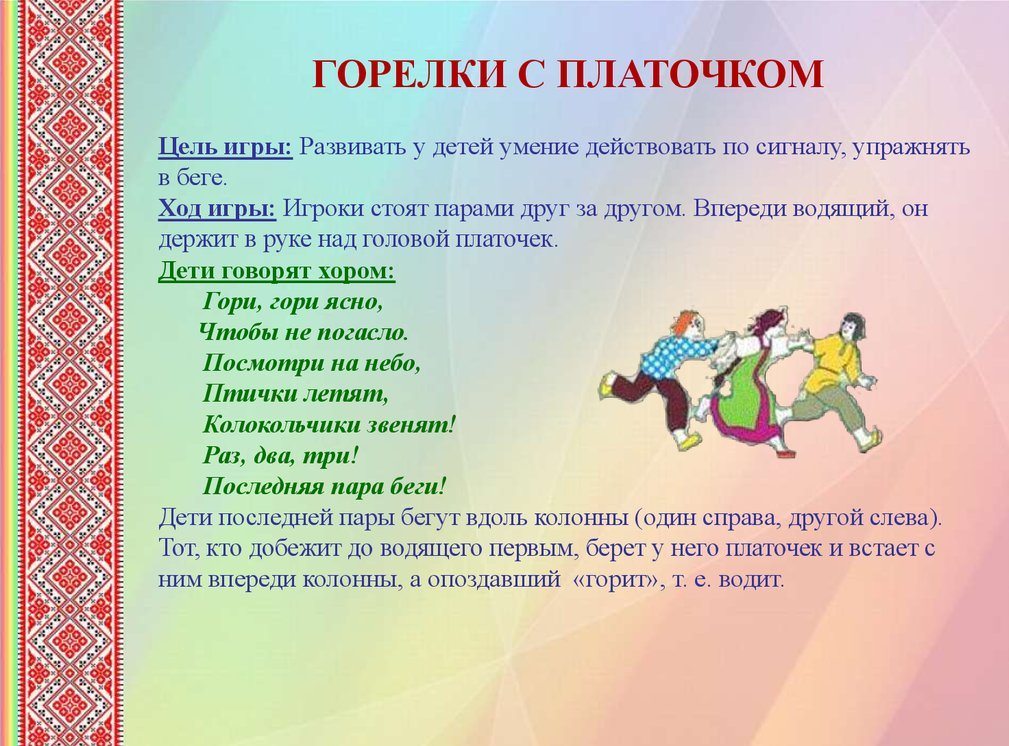 ГОРЕЛКИ С ПЛАТОЧКОМ
Цель игры: Развивать у детей умение действовать по сигналу, упражнять
в беге.
Ход игры: Игроки стоят парами друг за другом. Впереди водящий, он
держит в руке над головой платочек.
Дети говорят хором:
Гори, гори ясно,
Чтобы не погасло.
Посмотри на небо,
Птички летят,
Колокольчики звенят!
Раз, два, три!
Последняя пара беги!
Дети последней пары бегут вдоль колонны (один справа, другой слева).
Тот, кто добежит до водящего первым, берет у него платочек и встает с
ним впереди колонны, а опоздавший «горит», т. е. водит.